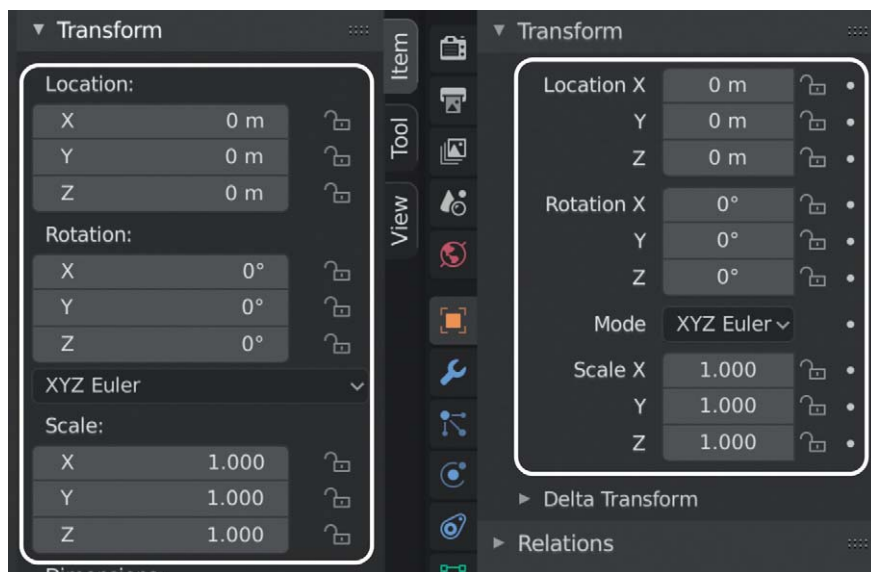 Transform
Location:
X 0 m
Y 0 m
Z 0 m
Rotation:
X 0°
Y 0°
Z 0°
XYZ Euler
Scale:
X 1.000
Y 1.000
Z 1.000
Item
Tool
View
Transform
Location X 0 m
Y 0 m
Z 0 m
Rotation X 0°
Y 0°
Z 0°
Mode XYZ Euler
Scale X 1.000
Y 1.000
Z 1.000
Delta Transform
Relations